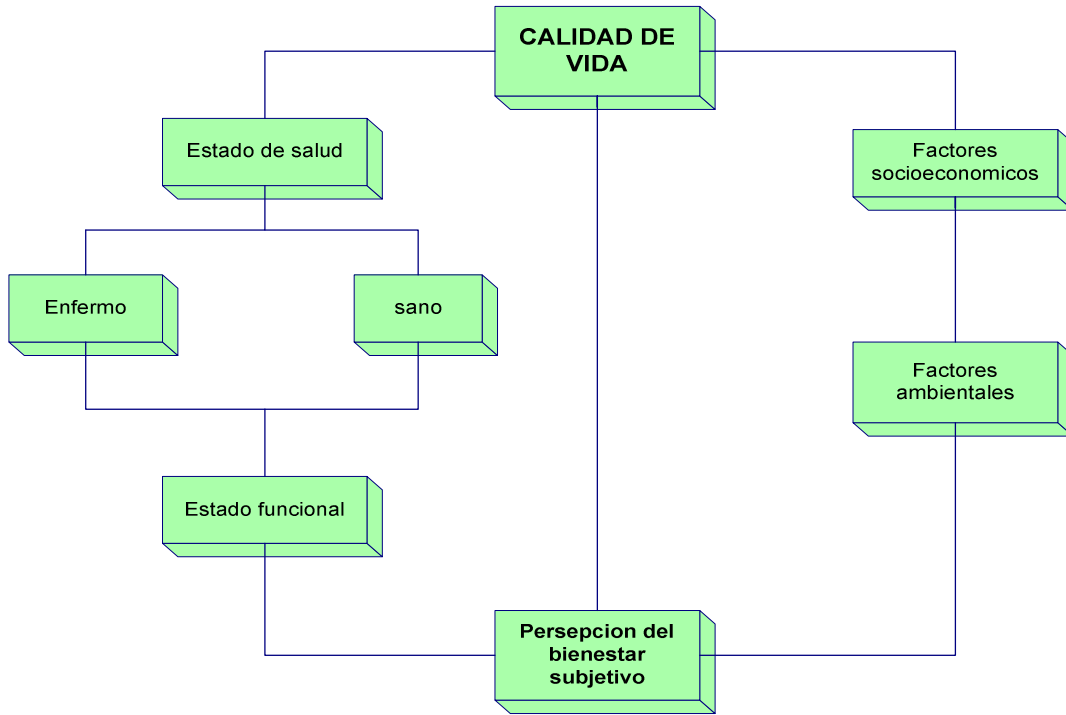 CALIDAD DE
VIDA
Estado de salud
Factores
socioeconomicos
Enfermo
sano
Factores
ambientales
Estado funcional
Persepcion del
bienestar
subjetivo